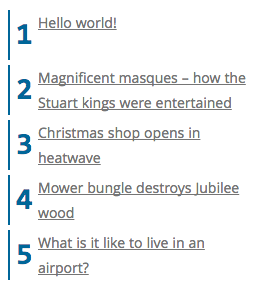 1 Hello world!
2 Magnificent masques – how the
Stuart kings were entertained
3 Christmas shop opens in
heatwave
4 Mower bungle destroys Jubilee
wood
5 What is it like to live in an
airport?